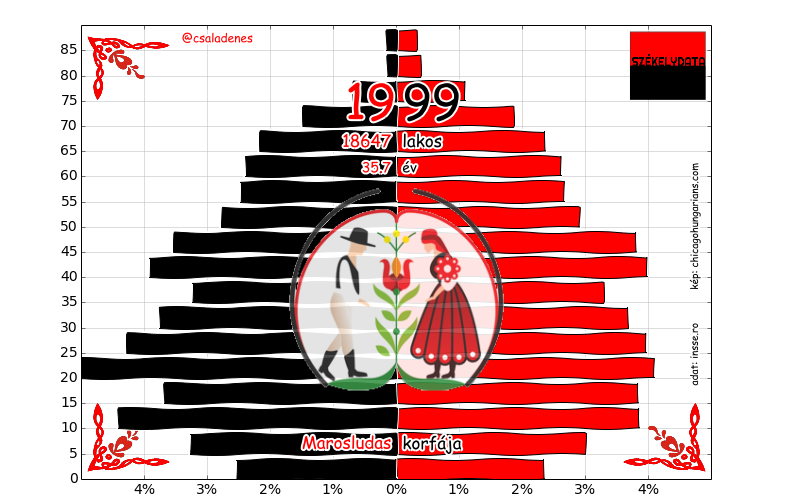 @csaladenes
SZÉKELYDATA
1999
18647 lakos
35.7 év
kép: chicagohungarians.com
adat: insse.ro
Marosludas korfája
85
80
75
70
65
60
55
50
45
40
35
30
25
20
15
10
5
0
4% 3% 2% 1% 0% 1% 2% 3% 4%